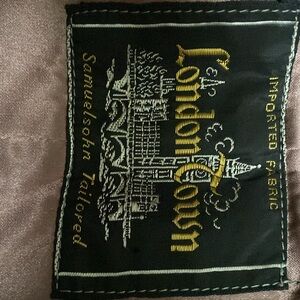 IMPORTED FABRIC
London Town
Samuelsohn Tailored